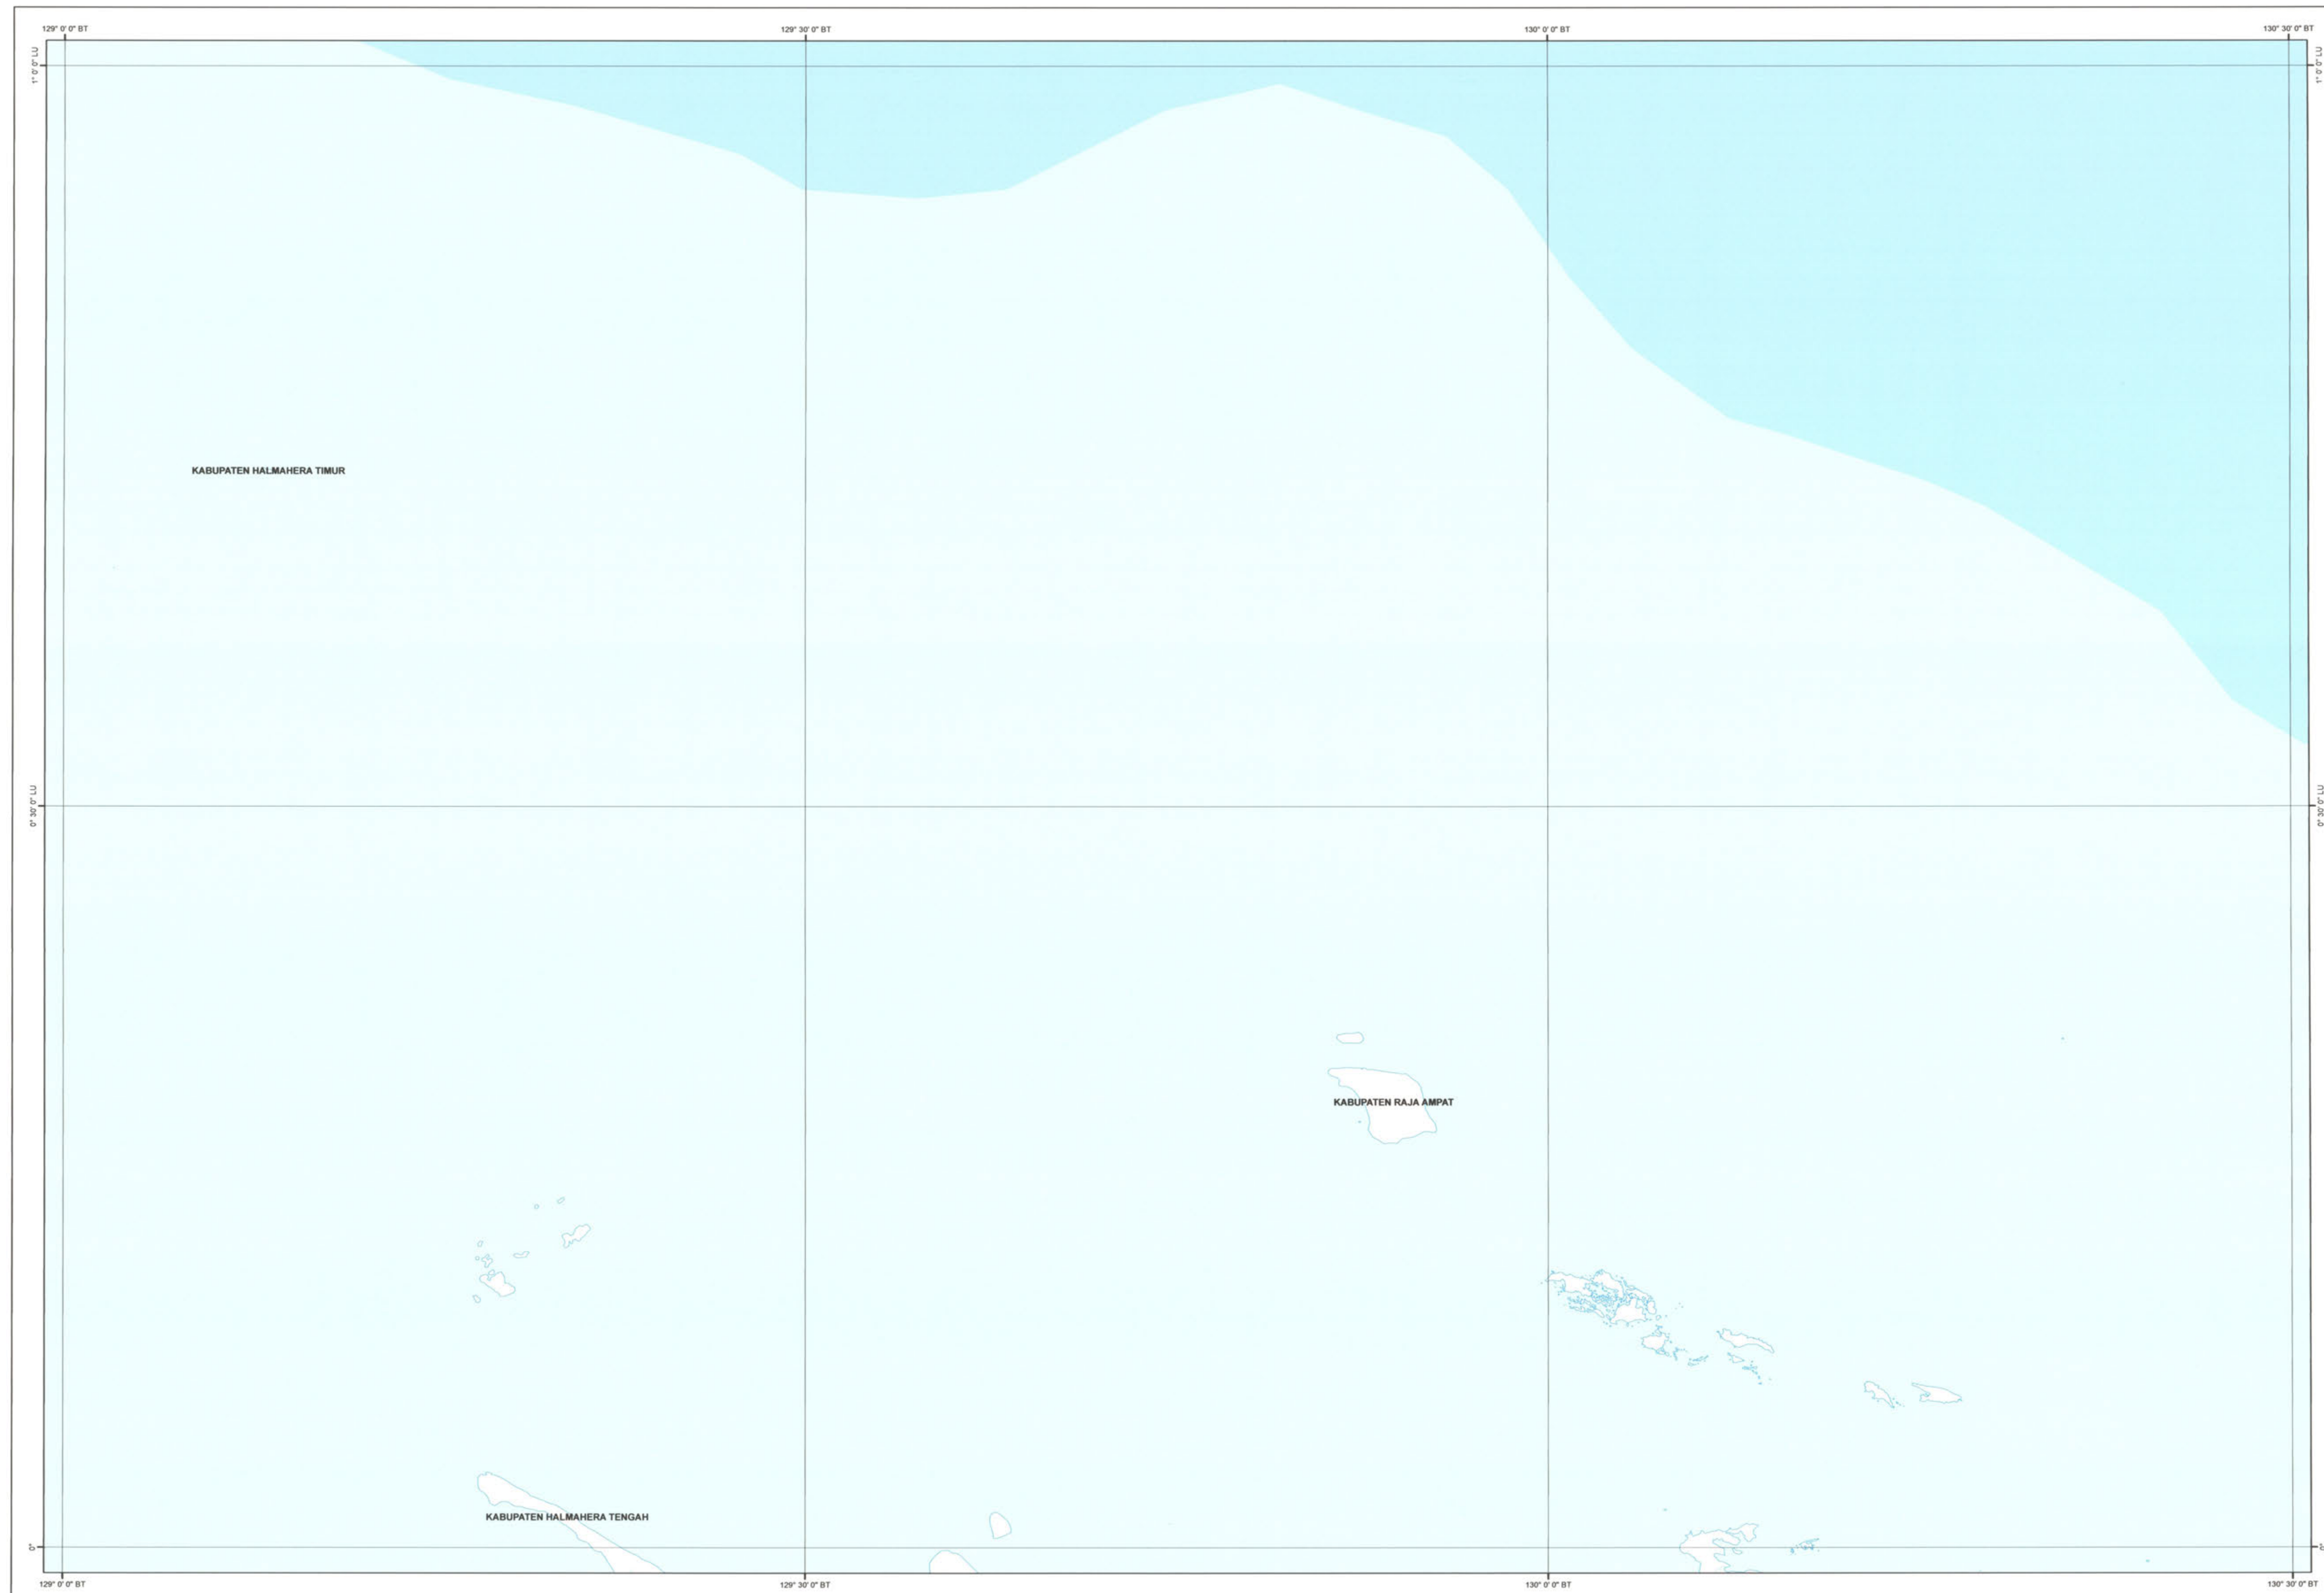 129° 0' 0" BT
129° 30' 0" BT
130° 0' 0" BT
130° 30' 0" BT
1° 0' 0" LU
1° 0' 0" LU
KABUPATEN HALMAHERA TIMUR
0° 30' 0" LU
0° 30' 0" LU
KABUPATEN RAJA AMPAT
KABUPATEN HALMAHERA TENGAH
0°
129° 0' 0" BT
129° 30' 0" BT
130° 0' 0" BT
130° 30' 0" BT